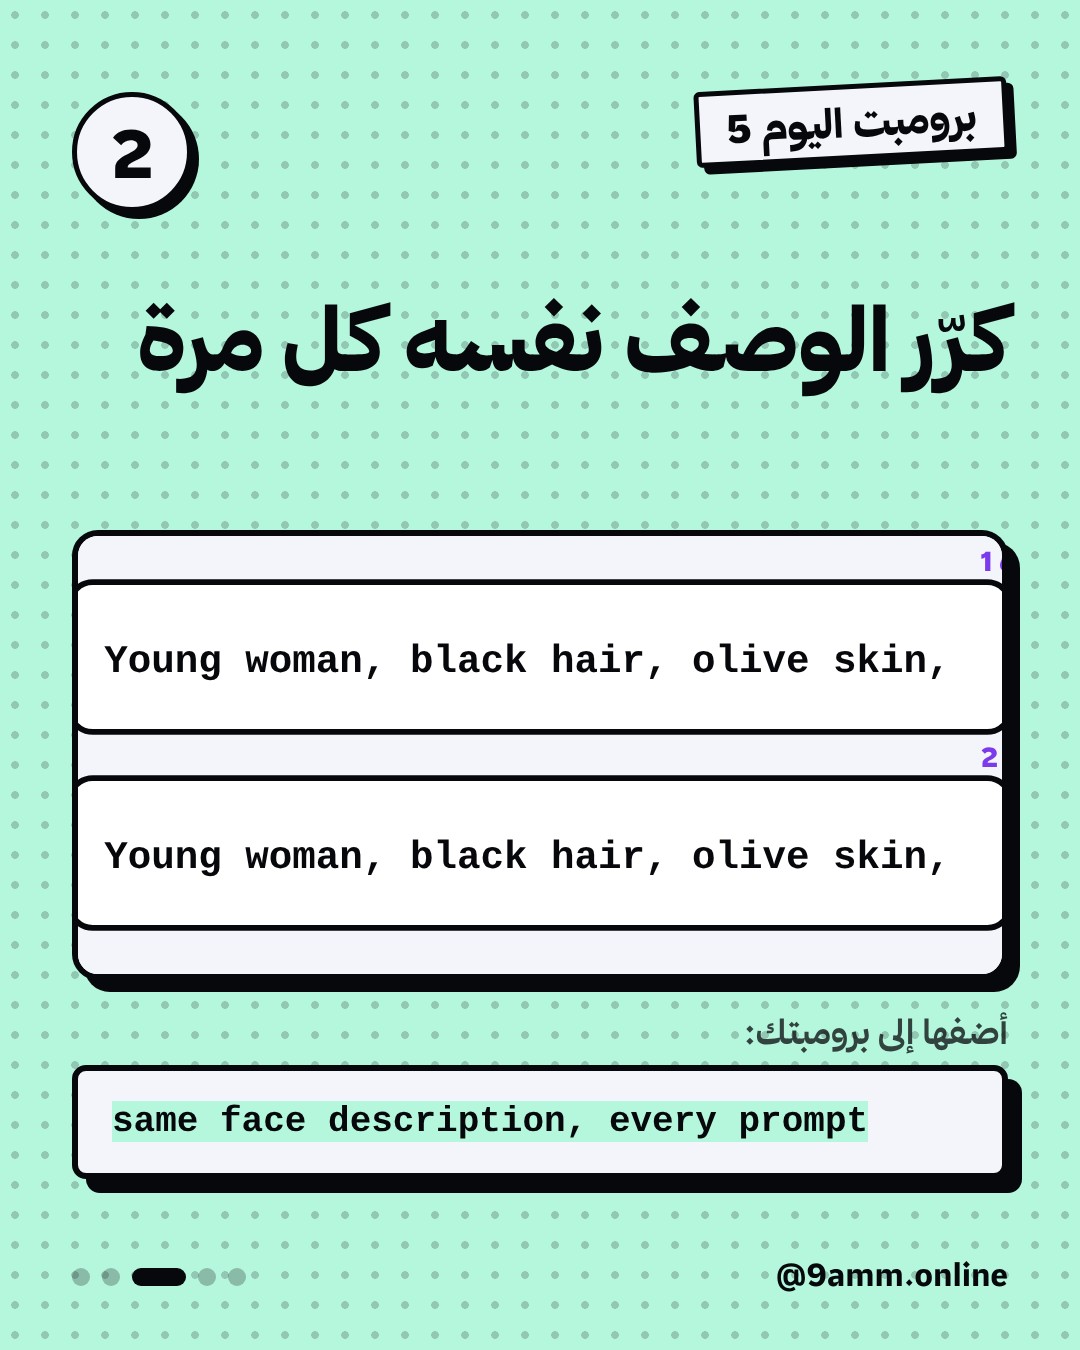 برومبت اليوم 5
2
كرّر الوصف نفسه كل مرة
1
Young woman, black hair, olive skin,
2
Young woman, black hair, olive skin,
أضفها إلى برومبتك:
same face description, every prompt
@9amm.online